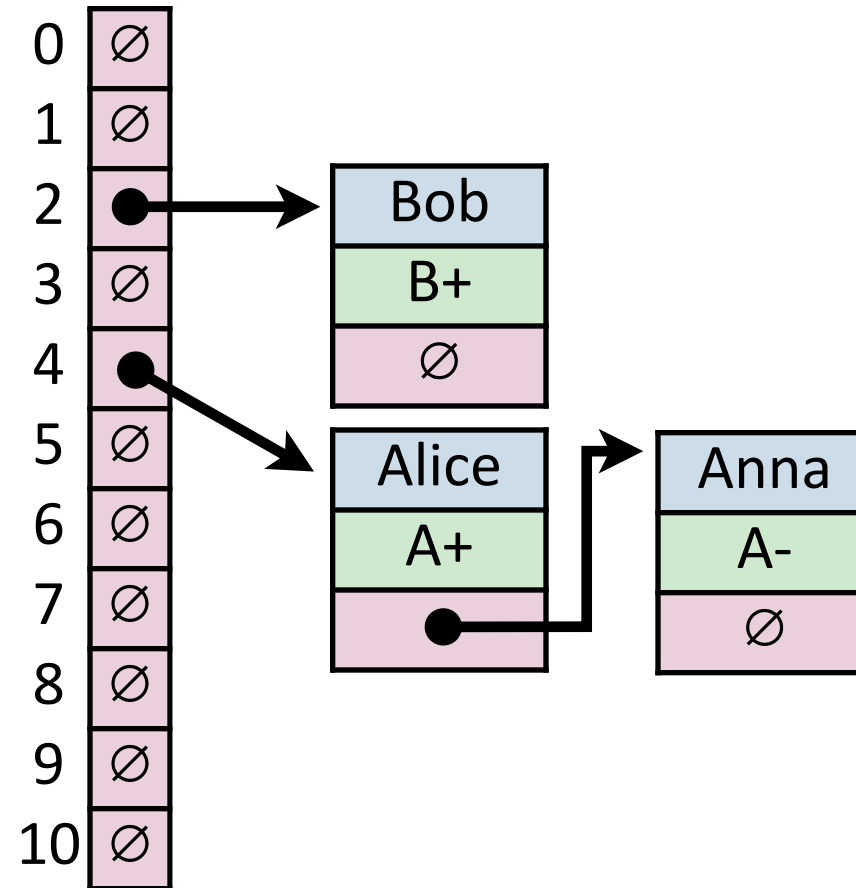 0 ∅
1 ∅
2
Bob
B+
∅
3 ∅
4
Alice
A+
Anna
A-
∅
5 ∅
6 ∅
7 ∅
8 ∅
9 ∅
10 ∅